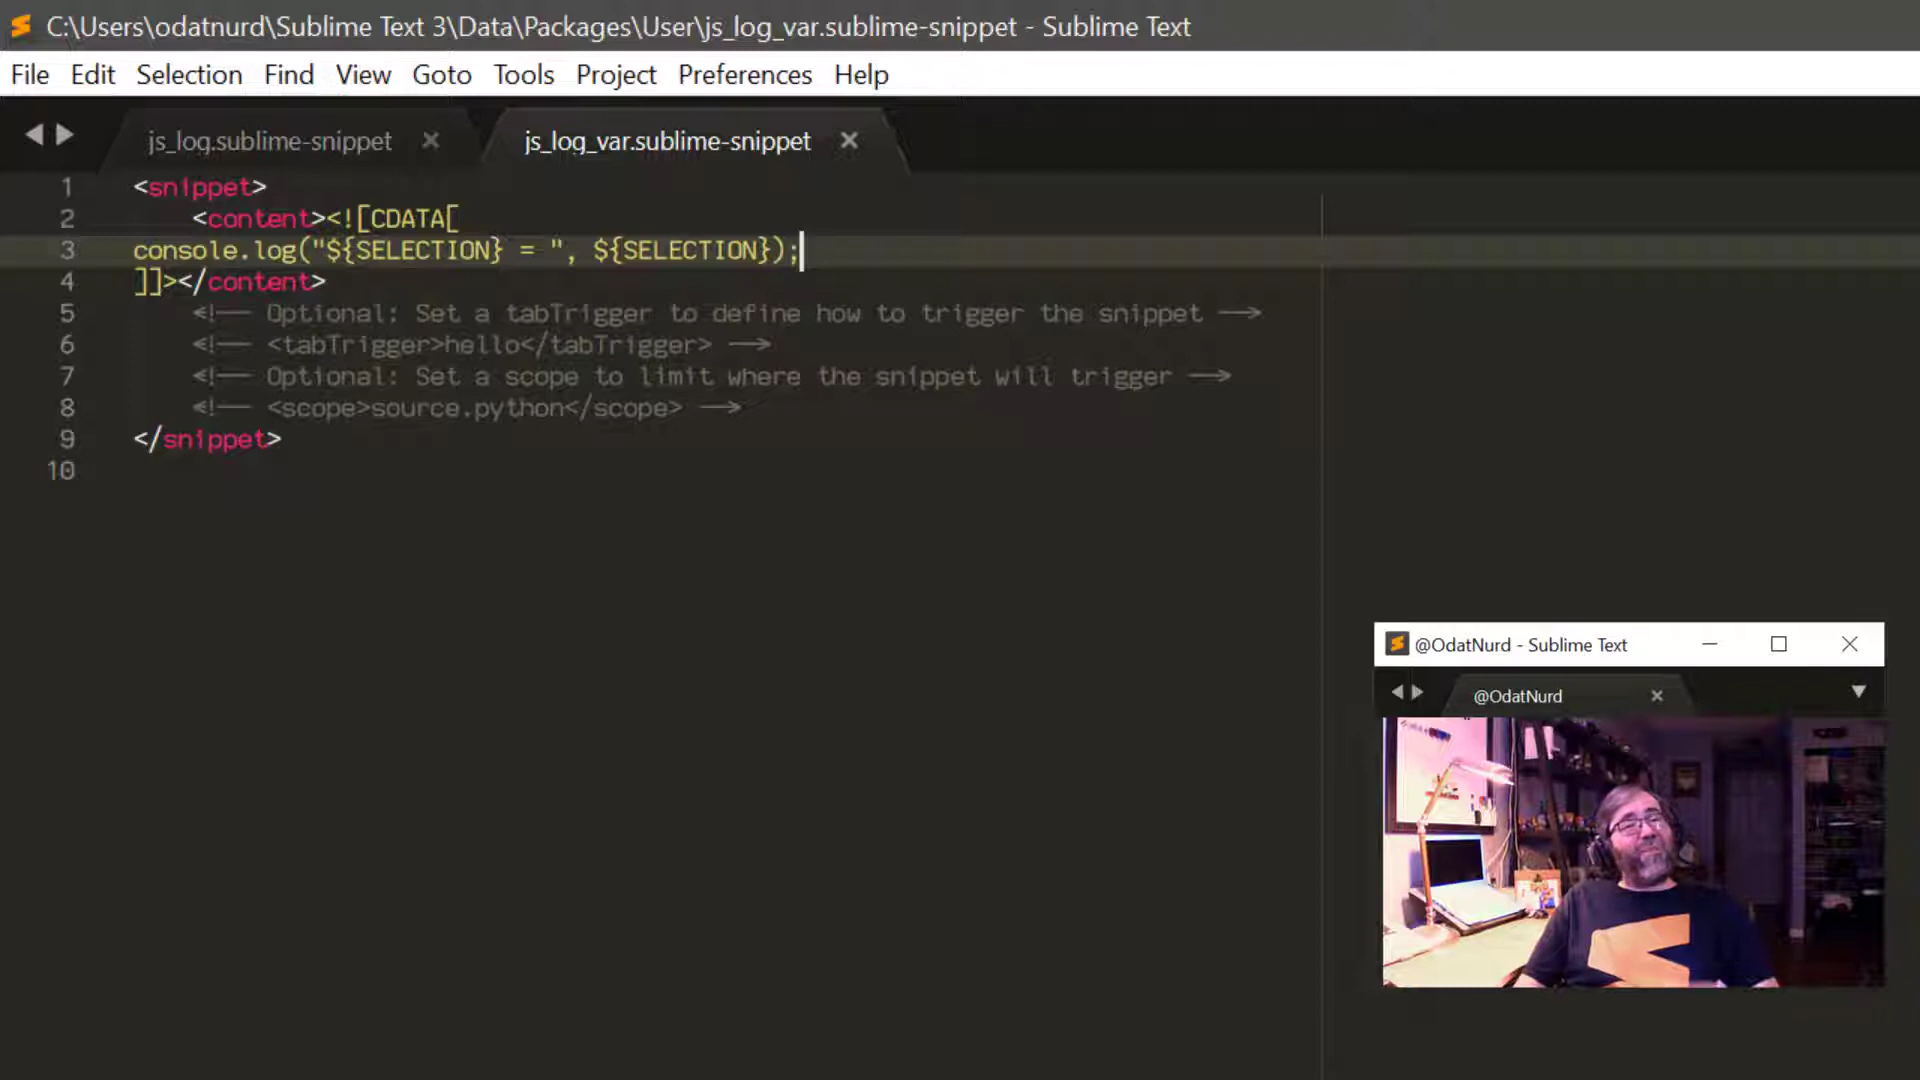 C:\Users\odatnurd\Sublime Text 3\Data\Packages\User\js_log_var.sublime-snippet - Sublime Text
File Edit Selection Find View Goto Tools Project Preferences Help
js_log.sublime-snippet js_log_var.sublime-snippet
1 <snippet>
2     <content><![CDATA[
3 console.log("${SELECTION} = ", ${SELECTION});
4 ]]></content>
5     <!-- Optional: Set a tabTrigger to define how to trigger the snippet -->
6     <!-- <tabTrigger>hello</tabTrigger> -->
7     <!-- Optional: Set a scope to limit where the snippet will trigger -->
8     <!-- <scope>source.python</scope> -->
9 </snippet>
10
@OdatNurd - Sublime Text
@OdatNurd